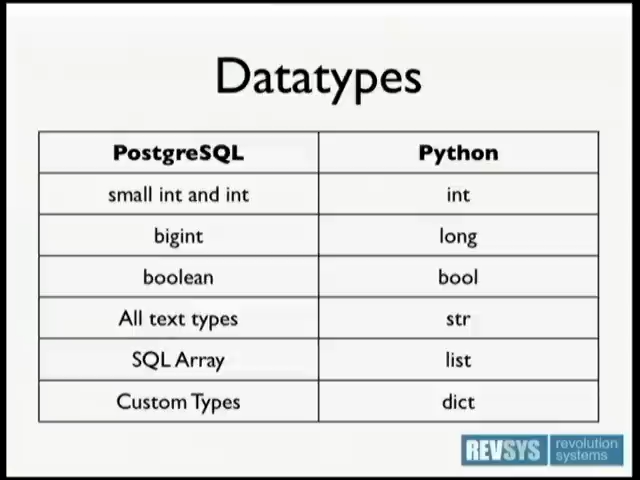 Datatypes
PostgreSQL Python
small int and int int
bigint long
boolean bool
All text types str
SQL Array list
Custom Types dict
REVSYS revolution
systems